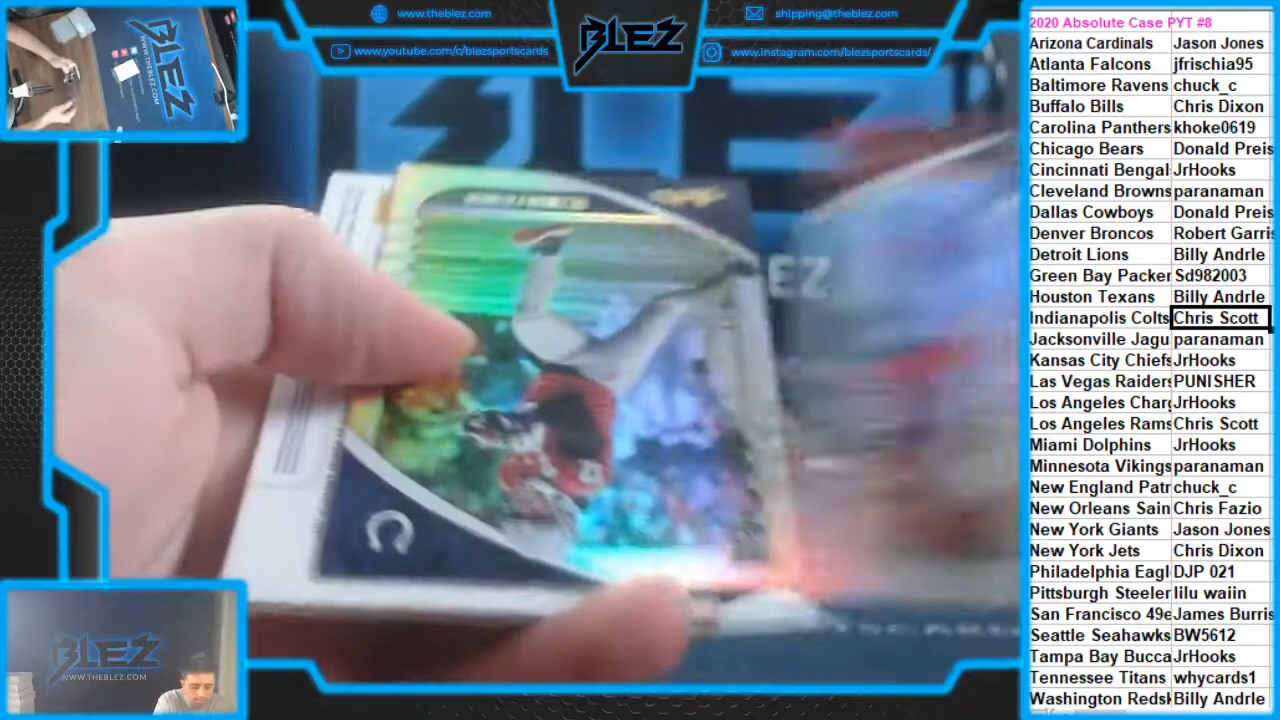 www.theblez.com
shipping@theblez.com
www.youtube.com/c/blezsportscards
BLEZ
www.instagram.com/blezsportscards/
BLEZ
WWW.THEBLEZ.COM
EZ
C
BLEZ
WWW.THEBLEZ.COM
2020 Absolute Case PYT #8
Arizona Cardinals Jason Jones
Atlanta Falcons jfrischia95
Baltimore Ravens chuck_c
Buffalo Bills Chris Dixon
Carolina Panthers khoke0619
Chicago Bears Donald Preis
Cincinnati Bengal JrHooks
Cleveland Browns paranaman
Dallas Cowboys Donald Preis
Denver Broncos Robert Garris
Detroit Lions Billy Andrle
Green Bay Packer Sd982003
Houston Texans Billy Andrle
Indianapolis Colts Chris Scott
Jacksonville Jagu paranaman
Kansas City Chiefs JrHooks
Las Vegas Raiders PUNISHER
Los Angeles Charg JrHooks
Los Angeles Rams Chris Scott
Miami Dolphins JrHooks
Minnesota Vikings paranaman
New England Patr chuck_c
New Orleans Sain Chris Fazio
New York Giants Jason Jones
New York Jets Chris Dixon
Philadelphia Eagl DJP 021
Pittsburgh Steeler lilu waiin
San Francisco 49e James Burris
Seattle Seahawks BW5612
Tampa Bay Bucca JrHooks
Tennessee Titans whycards1
Washington Redsk Billy Andrle